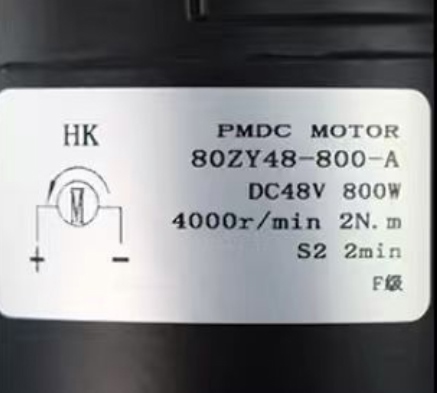 HK
PMDC MOTOR
80ZY48-800-A
DC48V 800W
4000r/min 2N.m
S2 2min
F级
M
+ −